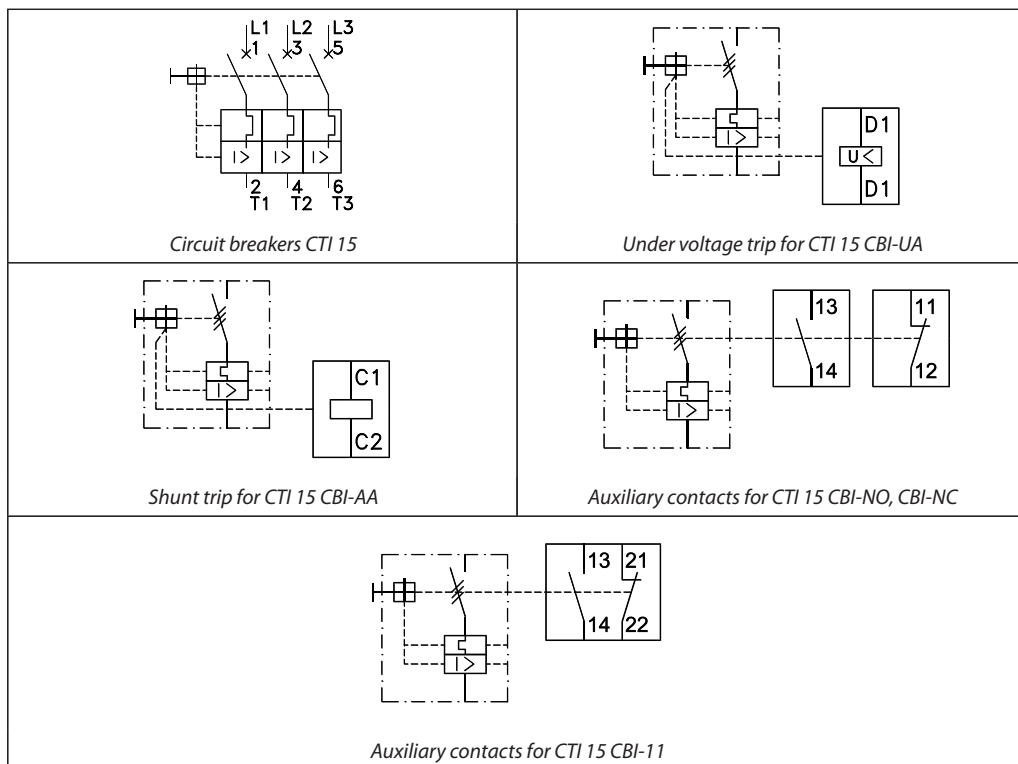 L1 L2 L3
1 3 5
I> I> I>
2 4 6
T1 T2 T3
Circuit breakers CTI 15
D1
U<
I>
D1
Under voltage trip for CTI 15 CBI-UA
C1
I>
C2
Shunt trip for CTI 15 CBI-AA
13 11
14 12
I>
Auxiliary contacts for CTI 15 CBI-NO, CBI-NC
13 21
14 22
I>
Auxiliary contacts for CTI 15 CBI-11